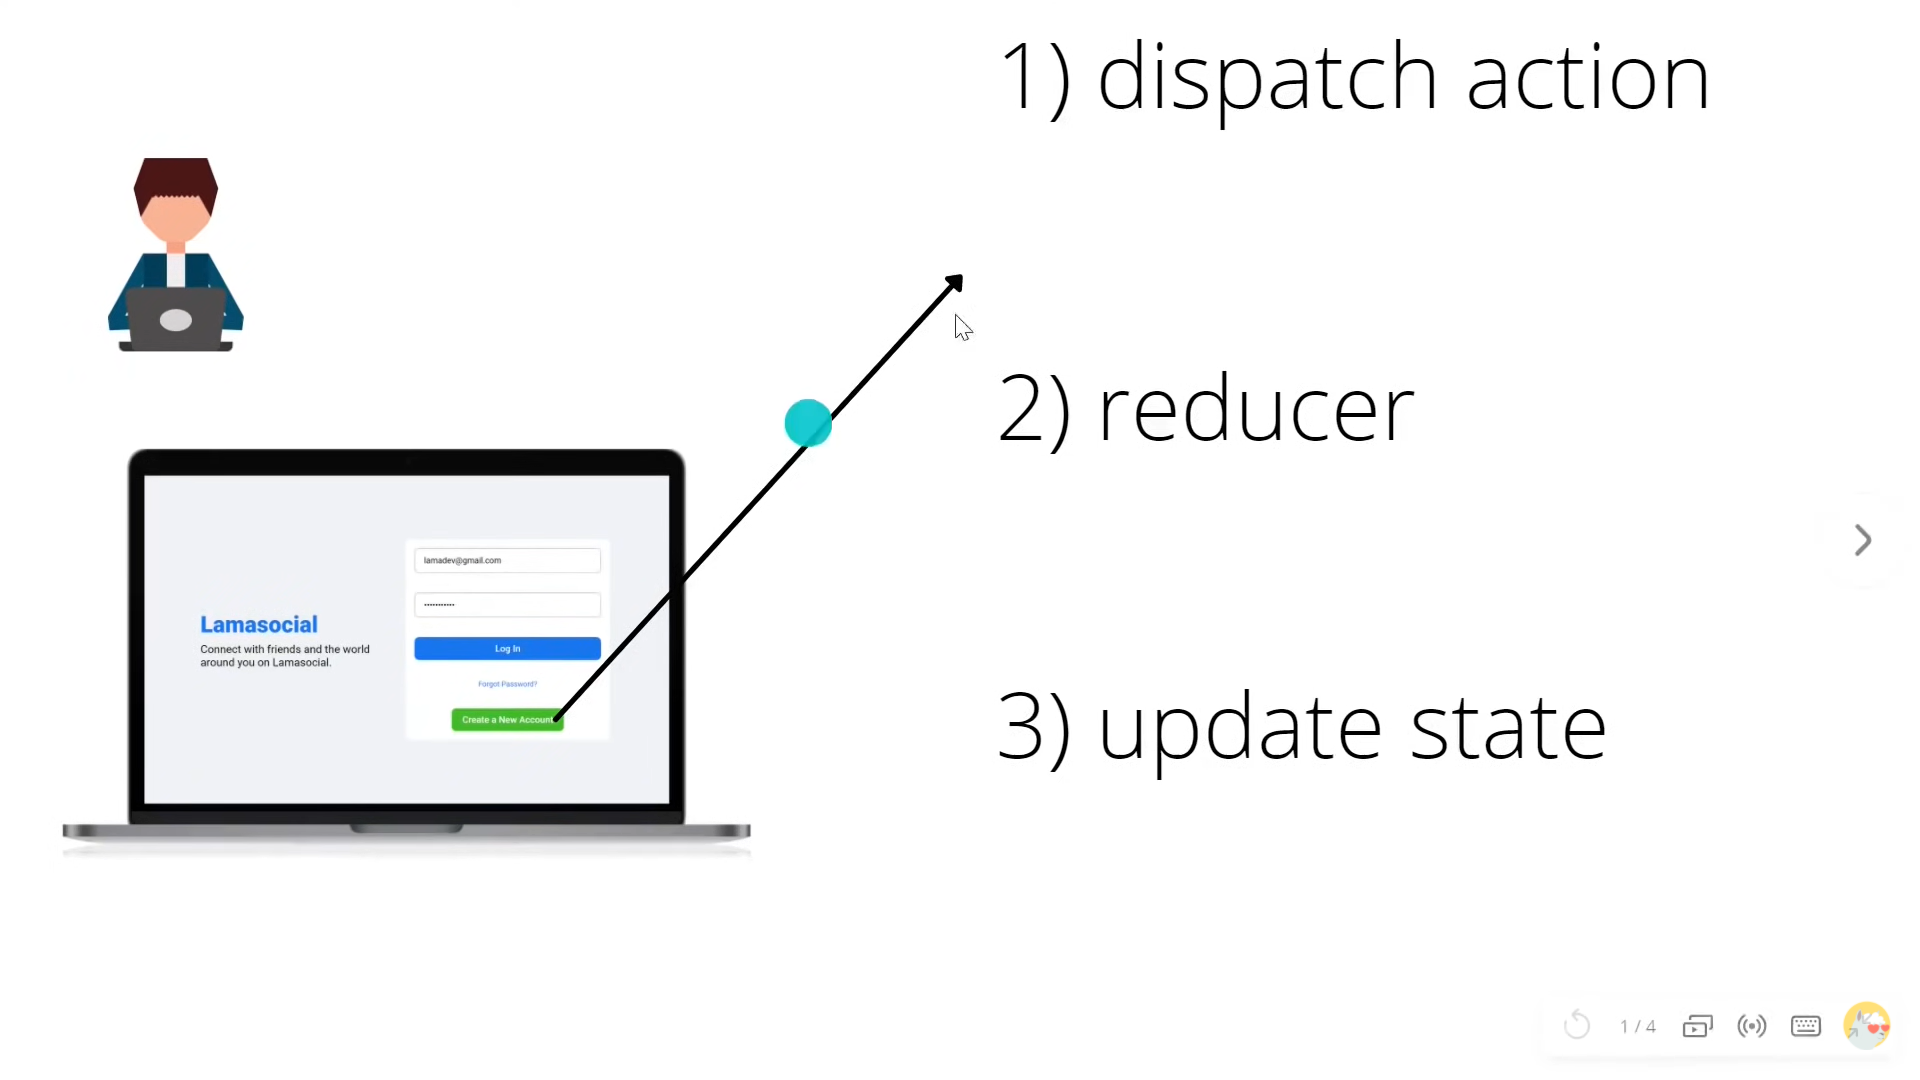 1) dispatch action
2) reducer
3) update state
lamadev@gmail.com
•••••••••••
Lamasocial
Connect with friends and the world
around you on Lamasocial.
Log In
Forgot Password?
Create a New Account
1 / 4